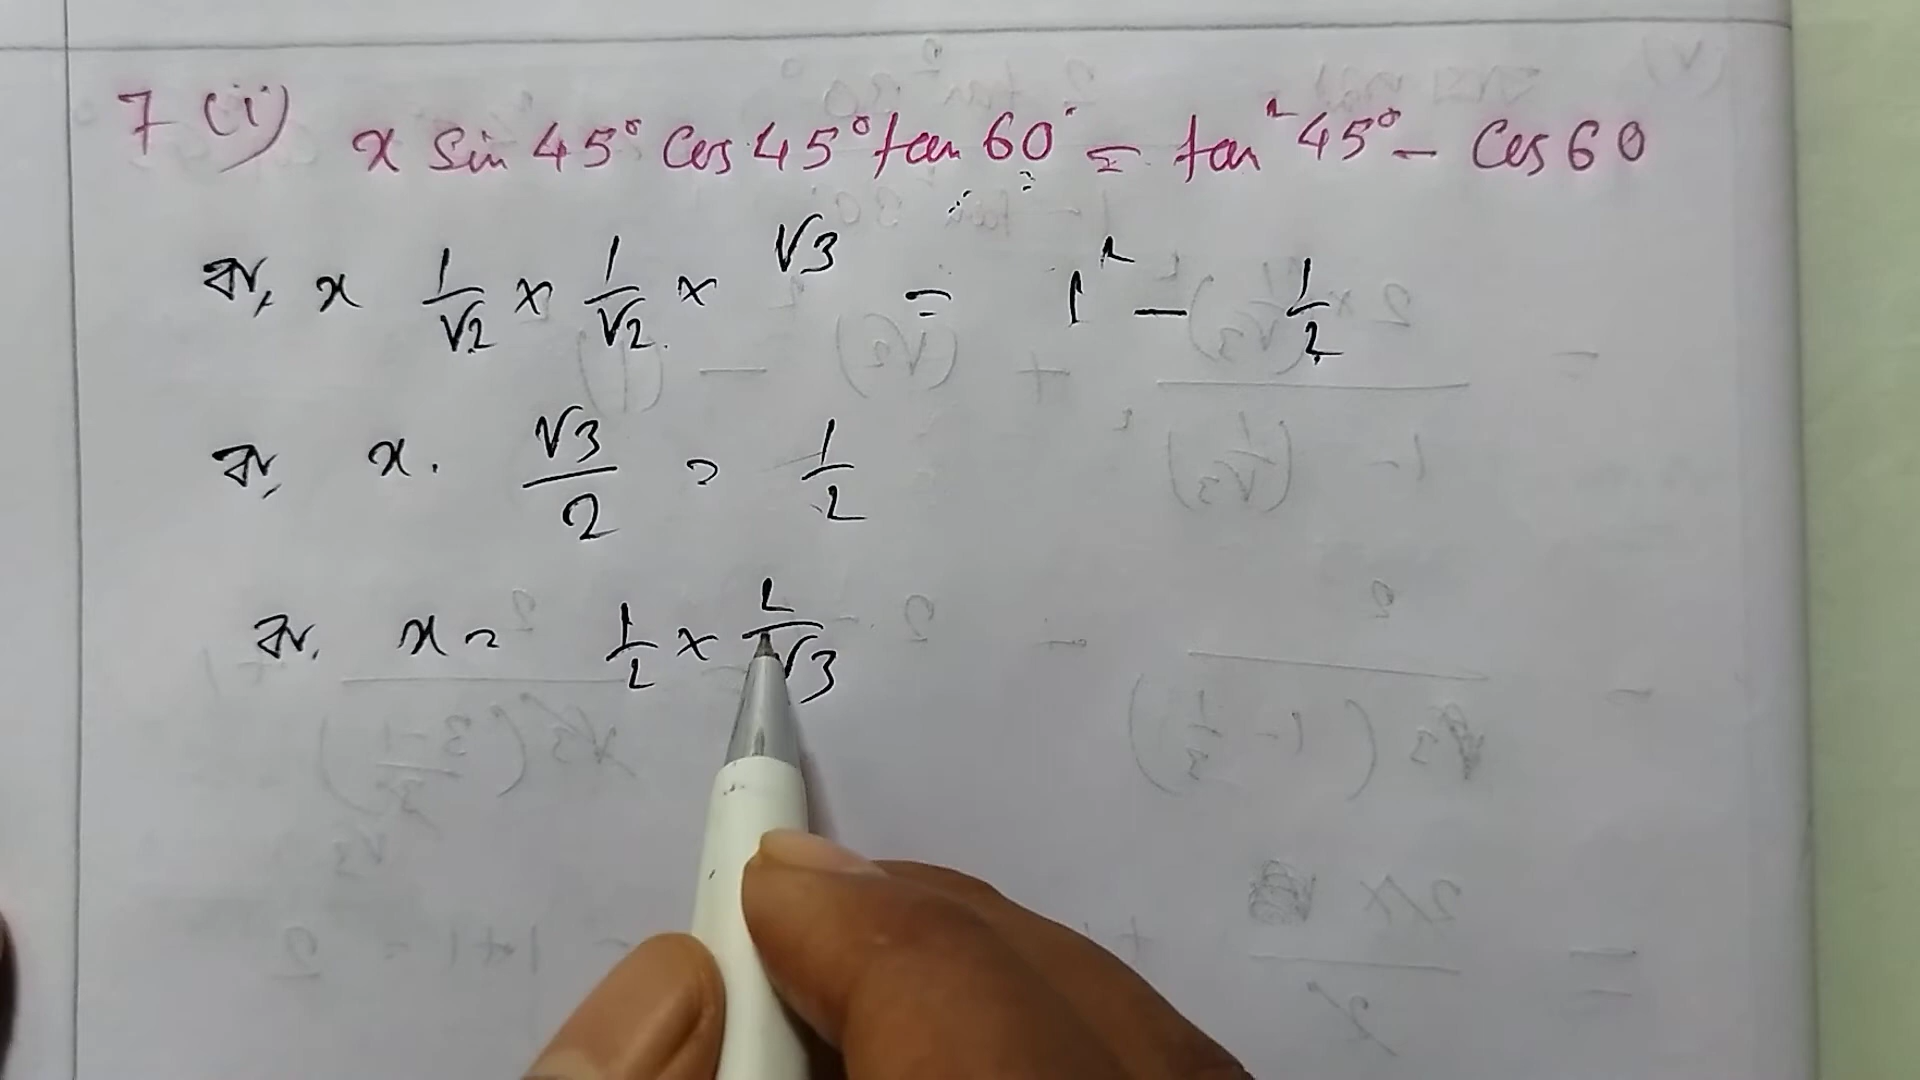 7 (i) x Sin 45° Cos 45° tan 60° = tan² 45° - Cos 60
বা, x 1/√2 × 1/√2 × √3 = 1² - 1/2
বা, x. √3/2 = 1/2
বা. x = 1/2 × 2/√3